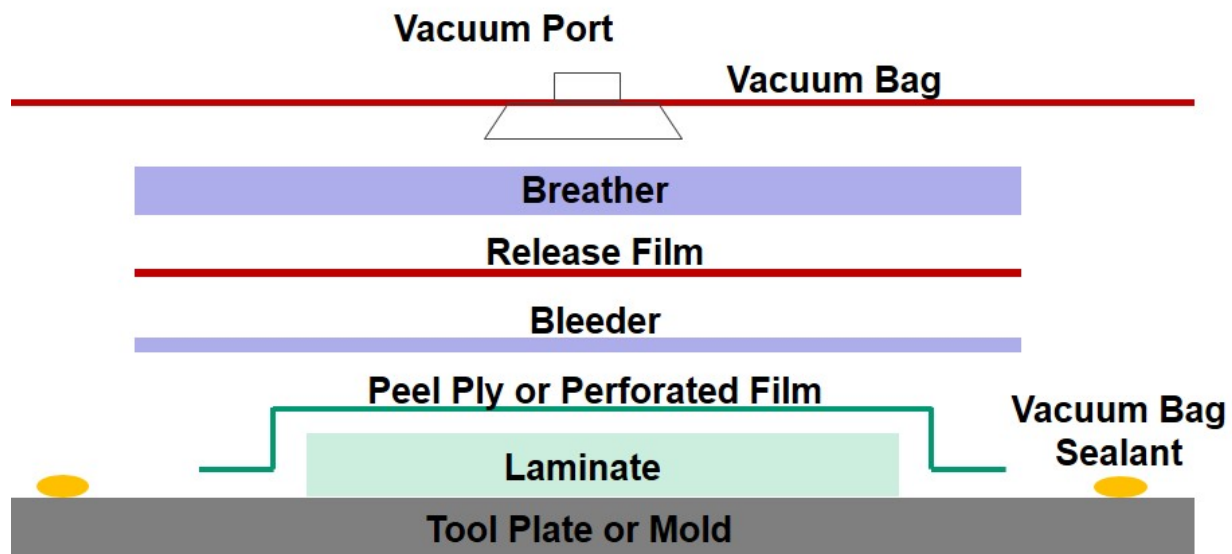 Vacuum Port
Vacuum Bag
Breather
Release Film
Bleeder
Peel Ply or Perforated Film
Vacuum Bag
Sealant
Laminate
Tool Plate or Mold